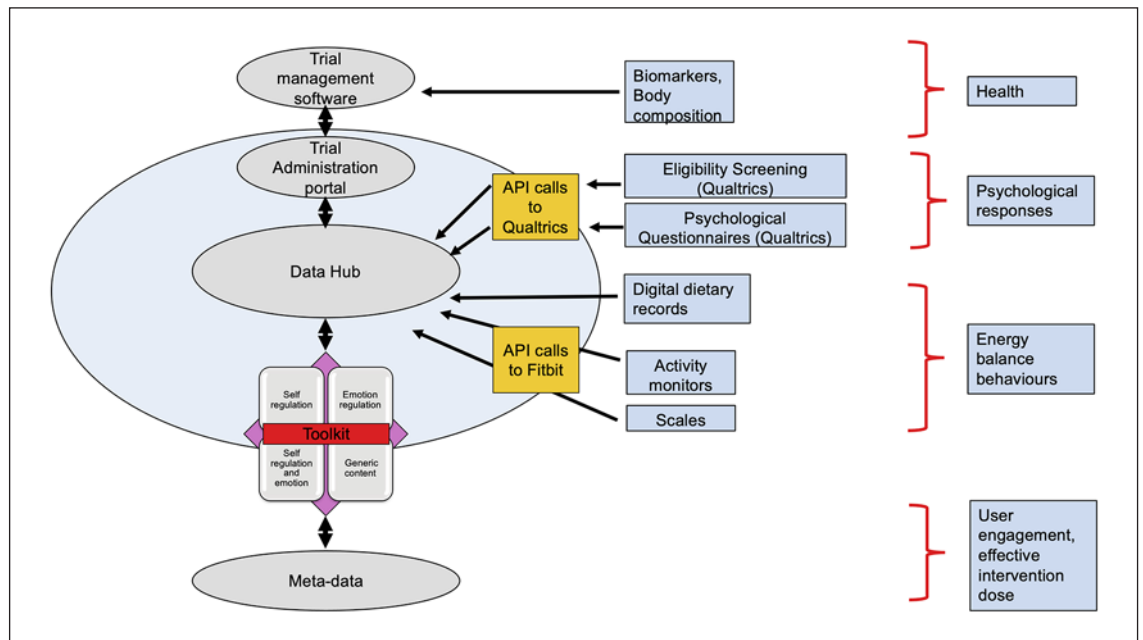 Trial
management
software
Biomarkers,
Body
composition
Health
Trial
Administration
portal
API calls
to
Qualtrics
Eligibility Screening
(Qualtrics)
Psychological
Questionnaires (Qualtrics)
Psychological
responses
Data Hub
Digital dietary
records
API calls
to Fitbit
Activity
monitors
Scales
Energy
balance
behaviours
Self
regulation
Emotion
regulation
Toolkit
Self
regulation
and
emotion
Generic
content
Meta-data
User
engagement,
effective
intervention
dose